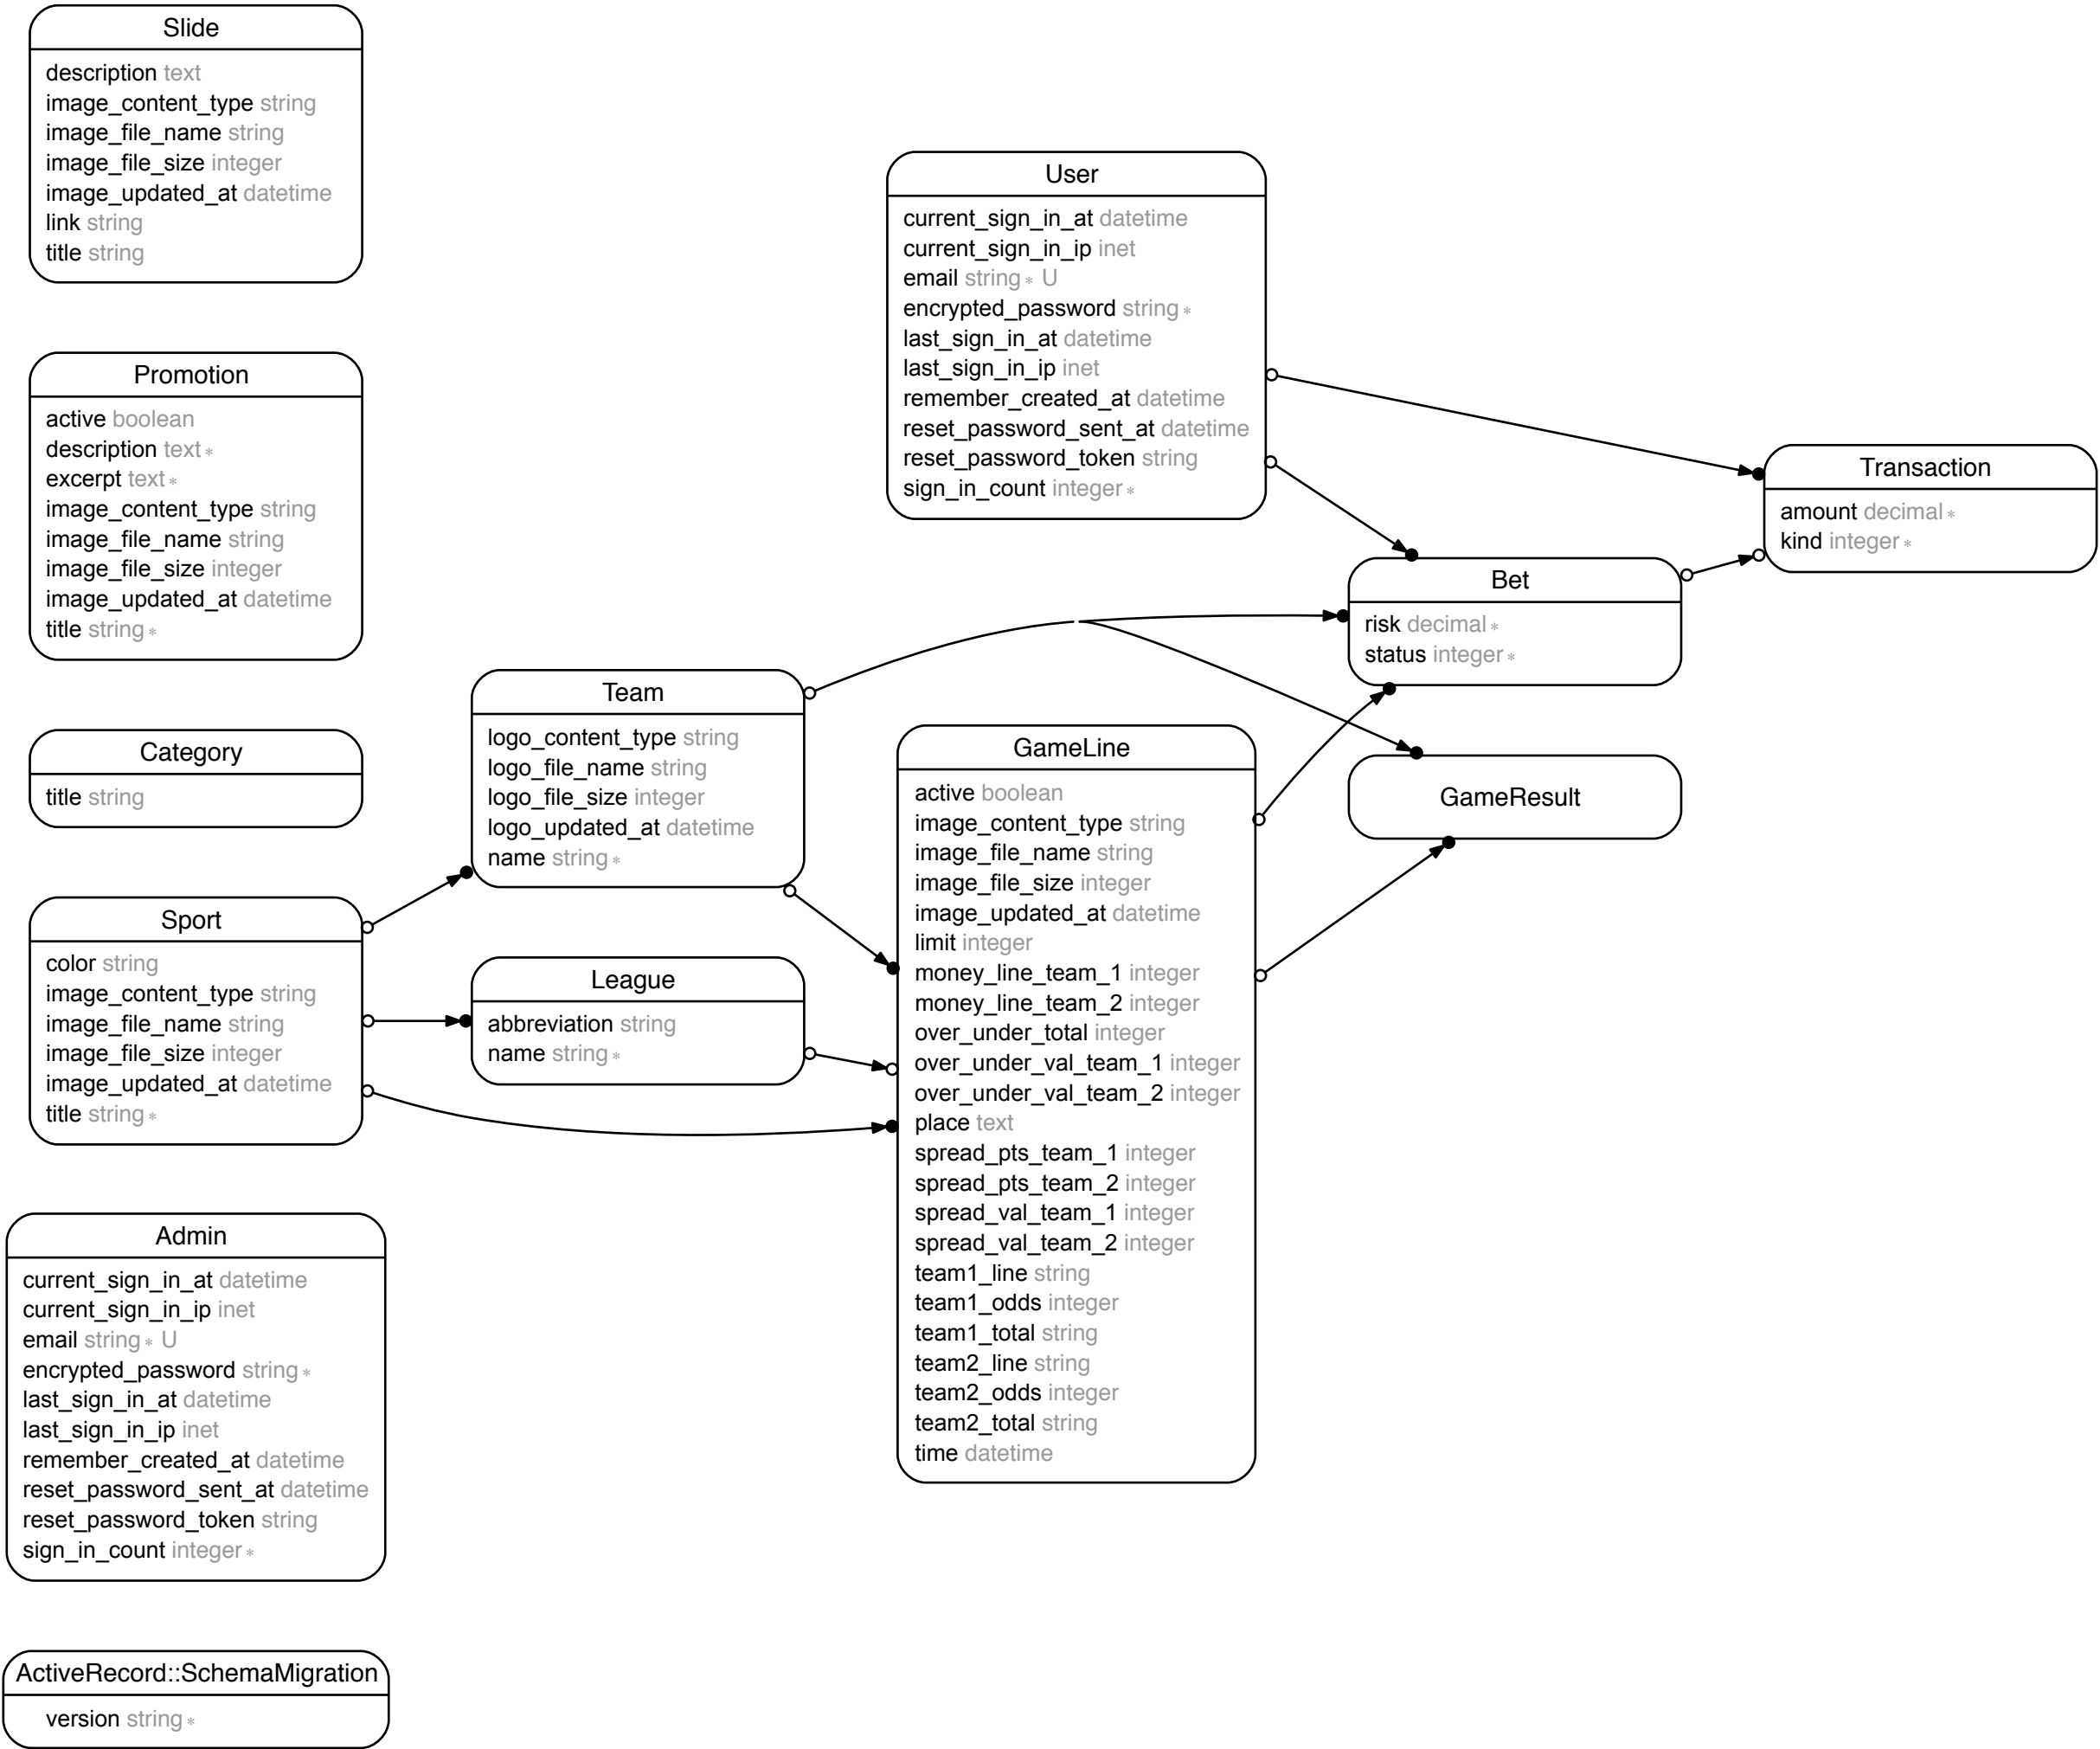 Slide
description text
image_content_type string
image_file_name string
image_file_size integer
image_updated_at datetime
link string
title string
Promotion
active boolean
description text *
excerpt text *
image_content_type string
image_file_name string
image_file_size integer
image_updated_at datetime
title string *
Category
title string
Sport
color string
image_content_type string
image_file_name string
image_file_size integer
image_updated_at datetime
title string *
Admin
current_sign_in_at datetime
current_sign_in_ip inet
email string * U
encrypted_password string *
last_sign_in_at datetime
last_sign_in_ip inet
remember_created_at datetime
reset_password_sent_at datetime
reset_password_token string
sign_in_count integer *
ActiveRecord::SchemaMigration
version string *
Team
logo_content_type string
logo_file_name string
logo_file_size integer
logo_updated_at datetime
name string *
League
abbreviation string
name string *
User
current_sign_in_at datetime
current_sign_in_ip inet
email string * U
encrypted_password string *
last_sign_in_at datetime
last_sign_in_ip inet
remember_created_at datetime
reset_password_sent_at datetime
reset_password_token string
sign_in_count integer *
GameLine
active boolean
image_content_type string
image_file_name string
image_file_size integer
image_updated_at datetime
limit integer
money_line_team_1 integer
money_line_team_2 integer
over_under_total integer
over_under_val_team_1 integer
over_under_val_team_2 integer
place text
spread_pts_team_1 integer
spread_pts_team_2 integer
spread_val_team_1 integer
spread_val_team_2 integer
team1_line string
team1_odds integer
team1_total string
team2_line string
team2_odds integer
team2_total string
time datetime
Bet
risk decimal *
status integer *
GameResult
Transaction
amount decimal *
kind integer *